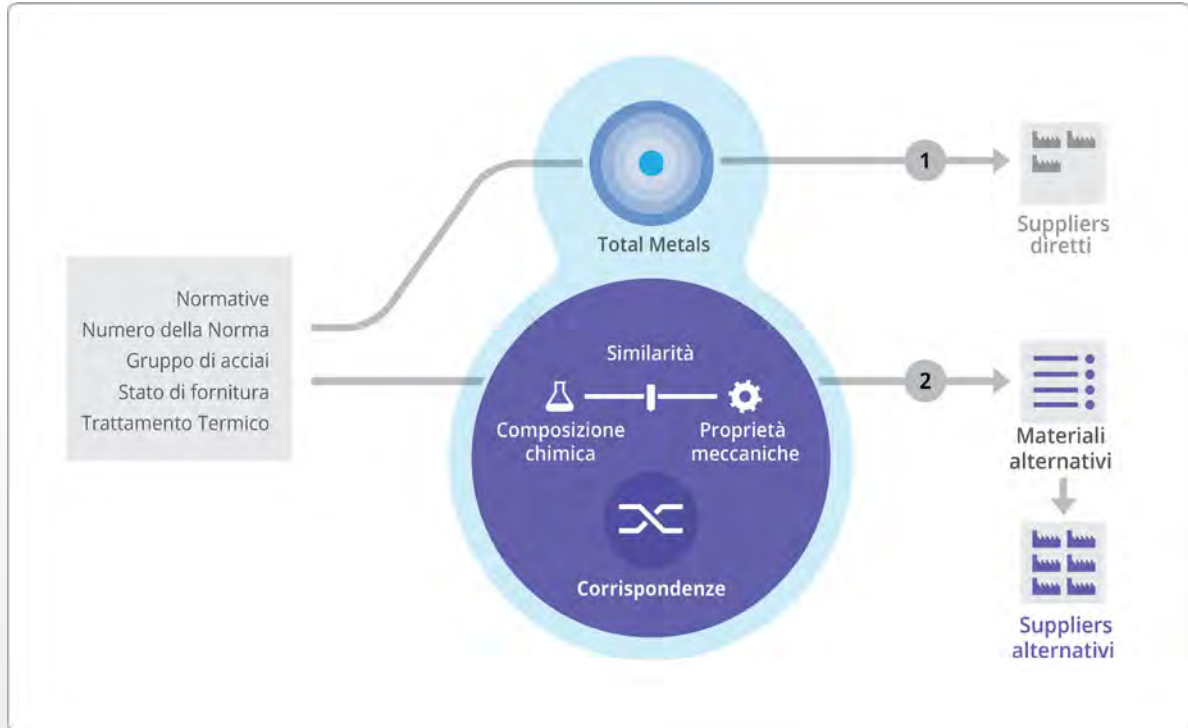 Normative
Numero della Norma
Gruppo di acciai
Stato di fornitura
Trattamento Termico
Total Metals
1
Suppliers
diretti
Similarità
Composizione
chimica
Proprietà
meccaniche
Corrispondenze
2
Materiali
alternativi
Suppliers
alternativi